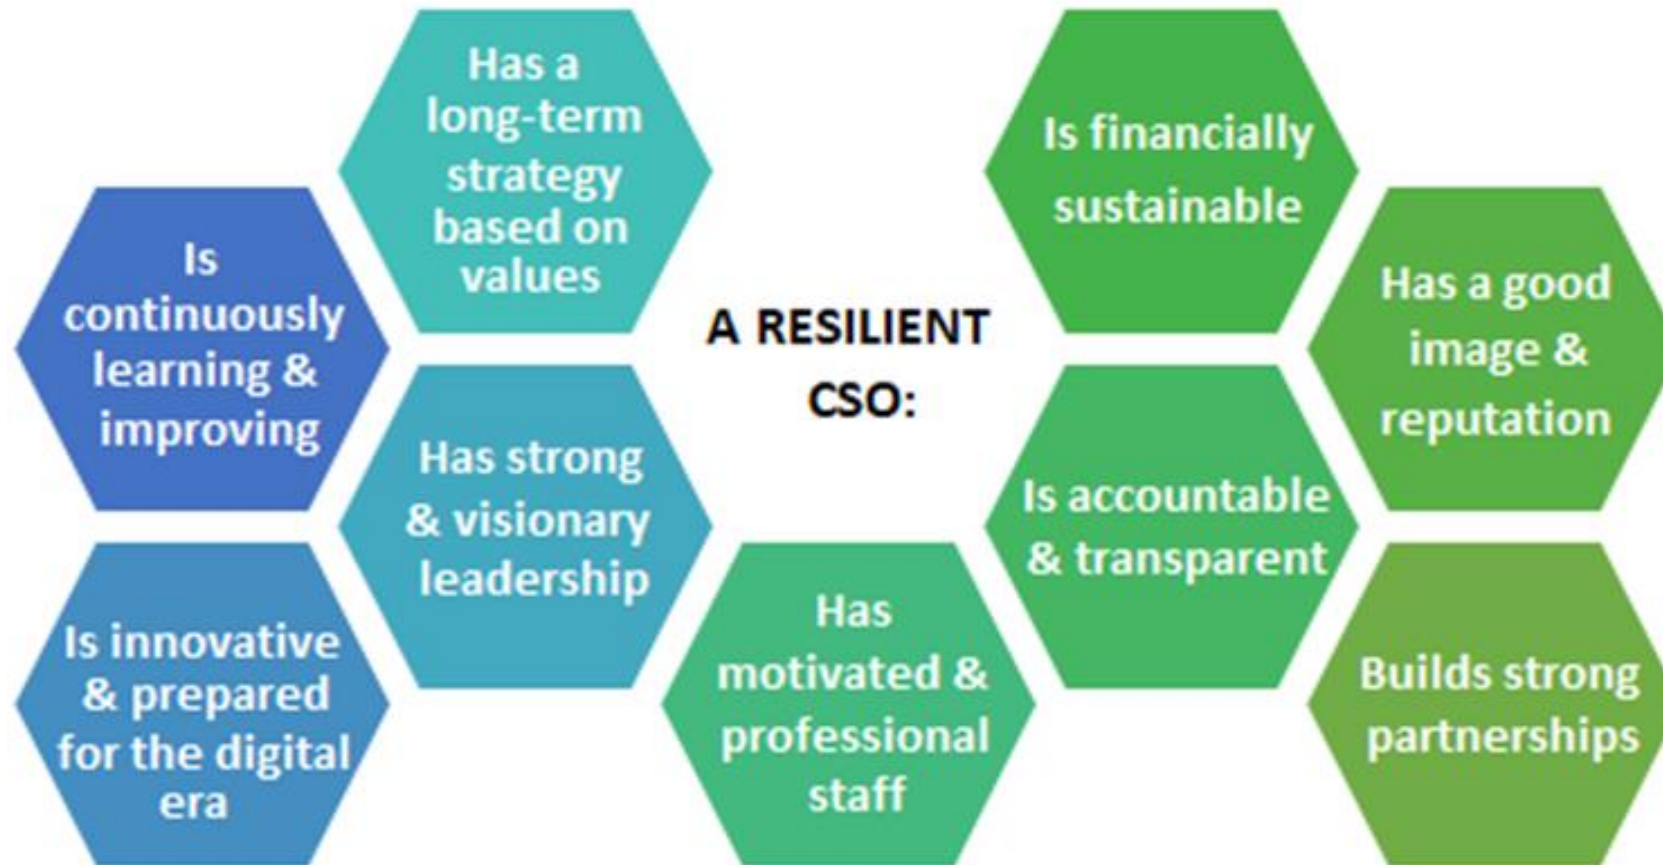 Has a
long-term
strategy
based on
values
Is financially
sustainable
Is
continuously
learning &
improving
A RESILIENT
CSO:
Has a good
image &
reputation
Has strong
& visionary
leadership
Is accountable
& transparent
Is innovative
& prepared
for the digital
era
Has
motivated &
professional
staff
Builds strong
partnerships